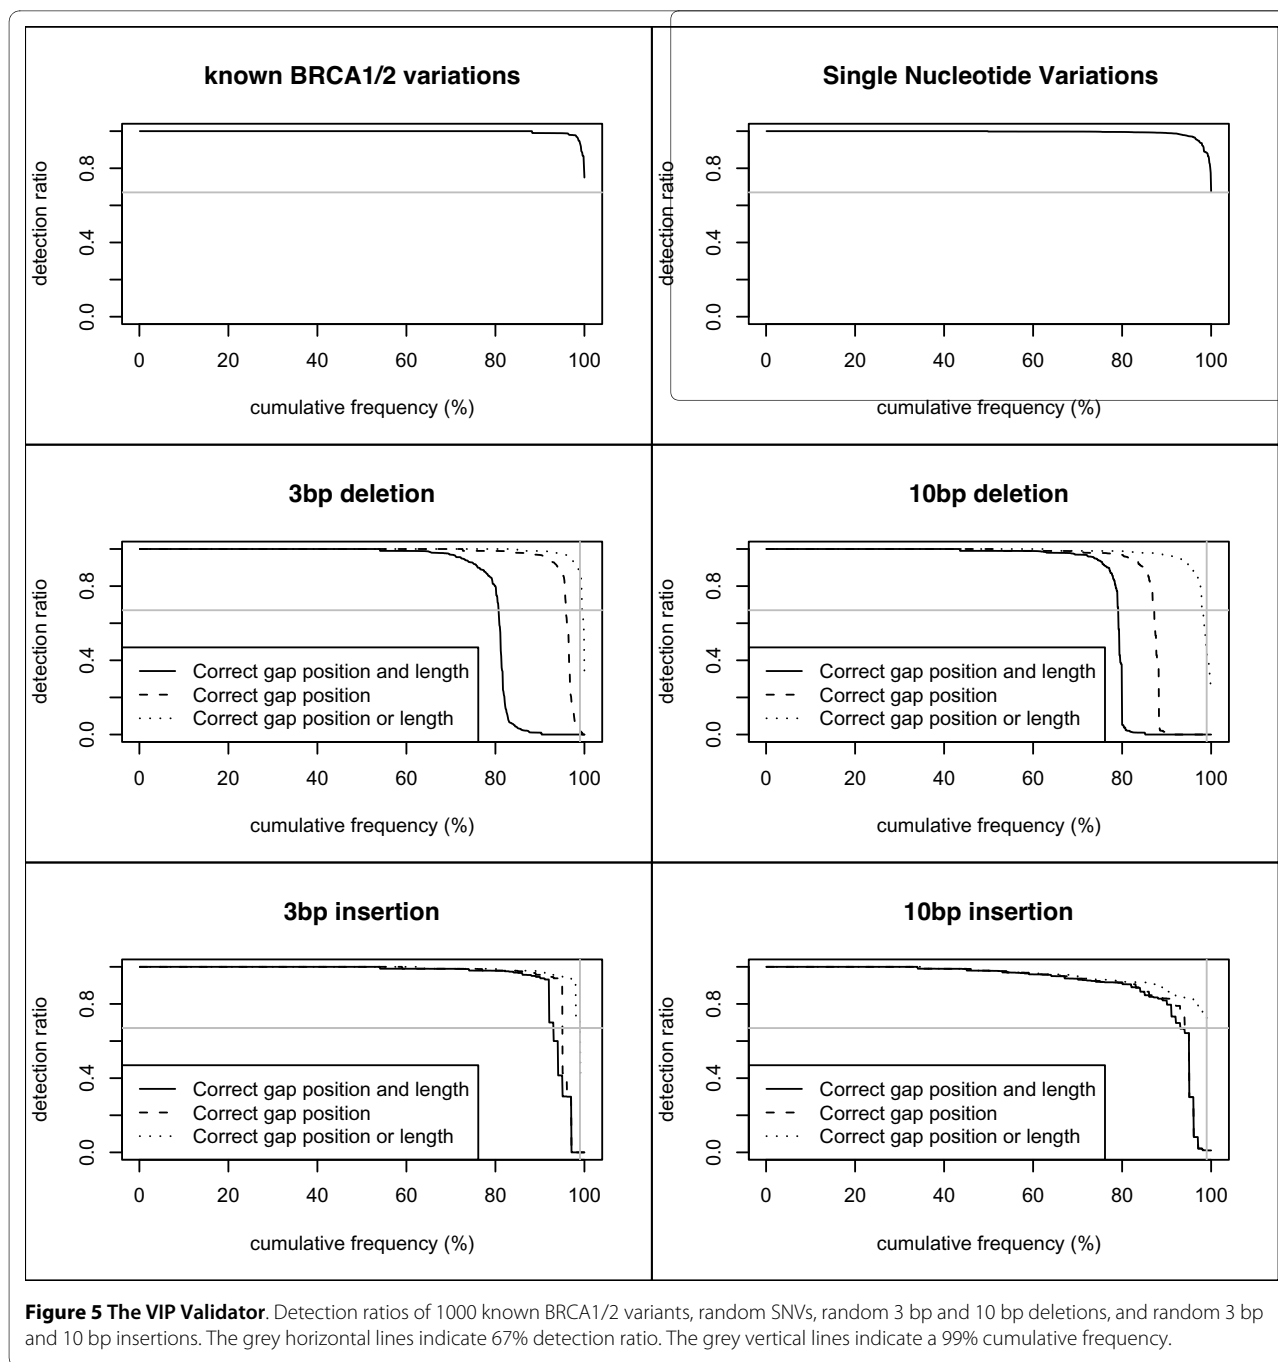 known BRCA1/2 variations
detection ratio
0.0 0.4 0.8
0 20 40 60 80 100
cumulative frequency (%)
Single Nucleotide Variations
detection ratio
0.0 0.4 0.8
0 20 40 60 80 100
cumulative frequency (%)
3bp deletion
detection ratio
0.0 0.4 0.8
Correct gap position and length
Correct gap position
Correct gap position or length
0 20 40 60 80 100
cumulative frequency (%)
10bp deletion
detection ratio
0.0 0.4 0.8
Correct gap position and length
Correct gap position
Correct gap position or length
0 20 40 60 80 100
cumulative frequency (%)
3bp insertion
detection ratio
0.0 0.4 0.8
Correct gap position and length
Correct gap position
Correct gap position or length
0 20 40 60 80 100
cumulative frequency (%)
10bp insertion
detection ratio
0.0 0.4 0.8
Correct gap position and length
Correct gap position
Correct gap position or length
0 20 40 60 80 100
cumulative frequency (%)
Figure 5 The VIP Validator. Detection ratios of 1000 known BRCA1/2 variants, random SNVs, random 3 bp and 10 bp deletions, and random 3 bp
and 10 bp insertions. The grey horizontal lines indicate 67% detection ratio. The grey vertical lines indicate a 99% cumulative frequency.